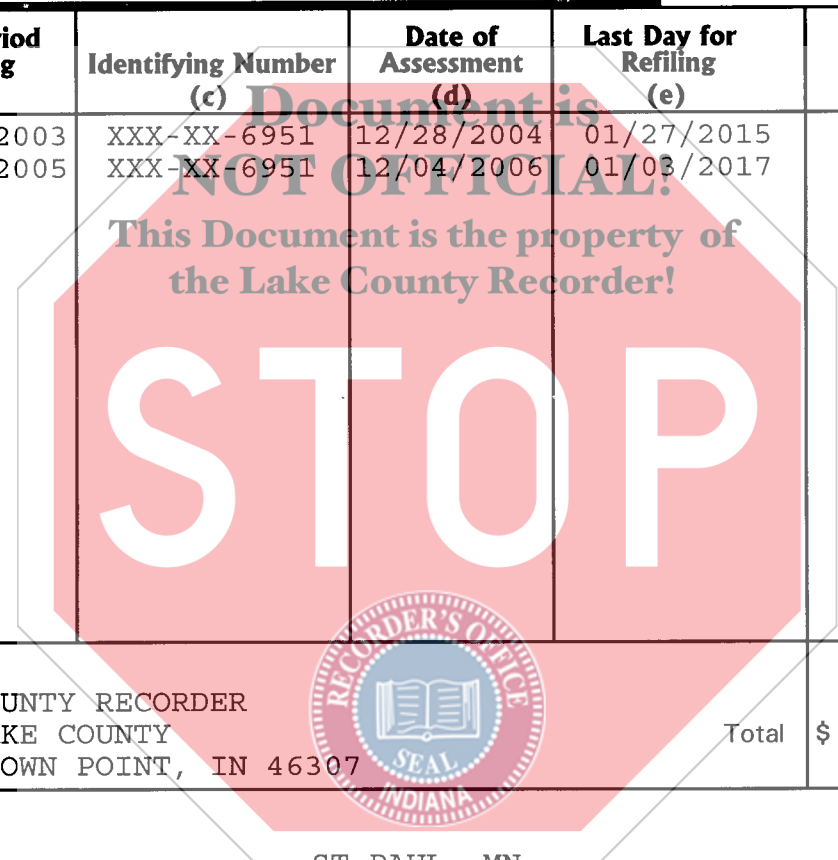 riod
g
Identifying Number
(c)
Date of
Assessment
(d)
Last Day for
Refiling
(e)
2003 XXX-XX-6951 12/28/2004 01/27/2015
2005 XXX-XX-6951 12/04/2006 01/03/2017
Document is
NOT OFFICIAL!
This Document is the property of
the Lake County Recorder!
STOP
RECORDER'S OFFICE
SEAL
INDIANA
UNTY RECORDER
KE COUNTY
OWN POINT, IN 46307
Total $
ST PAUL, MN